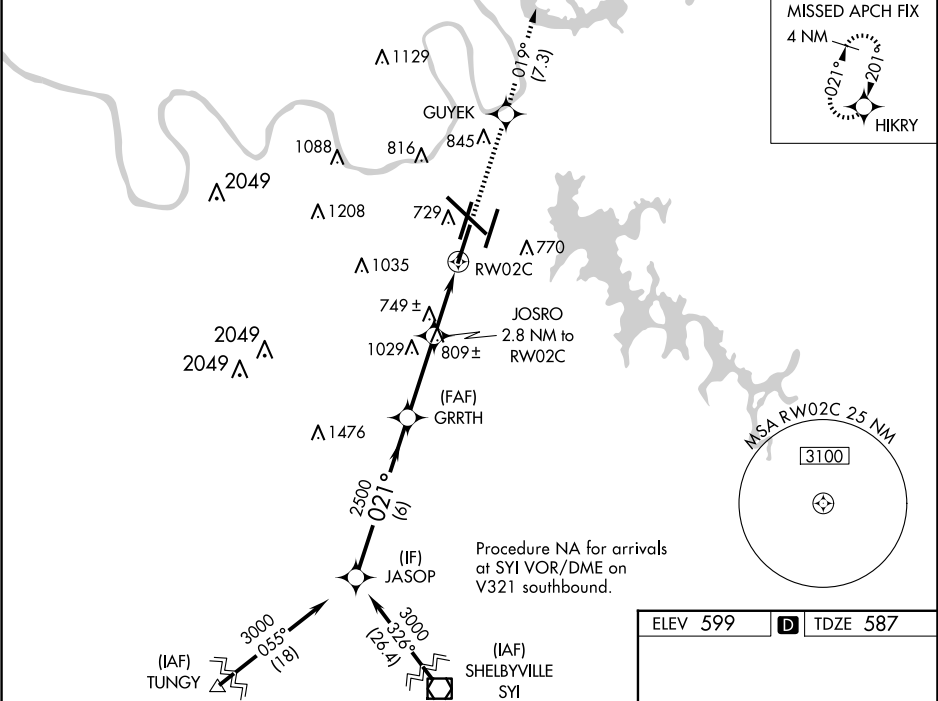 MISSED APCH FIX
4 NM
021°
201°
HIKRY
019°
(7.3)
1129
GUYEK
845
816
1088
2049
1208
729
770
1035
RW02C
749 ±
JOSRO
2.8 NM to
RW02C
1029
809 ±
2049
2049
(FAF)
GRRTH
1476
MSA RW02C 25 NM
3100
2500
021°
(6)
(IF)
JASOP
Procedure NA for arrivals
at SYI VOR/DME on
V321 southbound.
3000
055°
(18)
(IAF)
TUNGY
3000
326°
(26.4)
(IAF)
SHELBYVILLE
SYI
ELEV 599 D TDZE 587